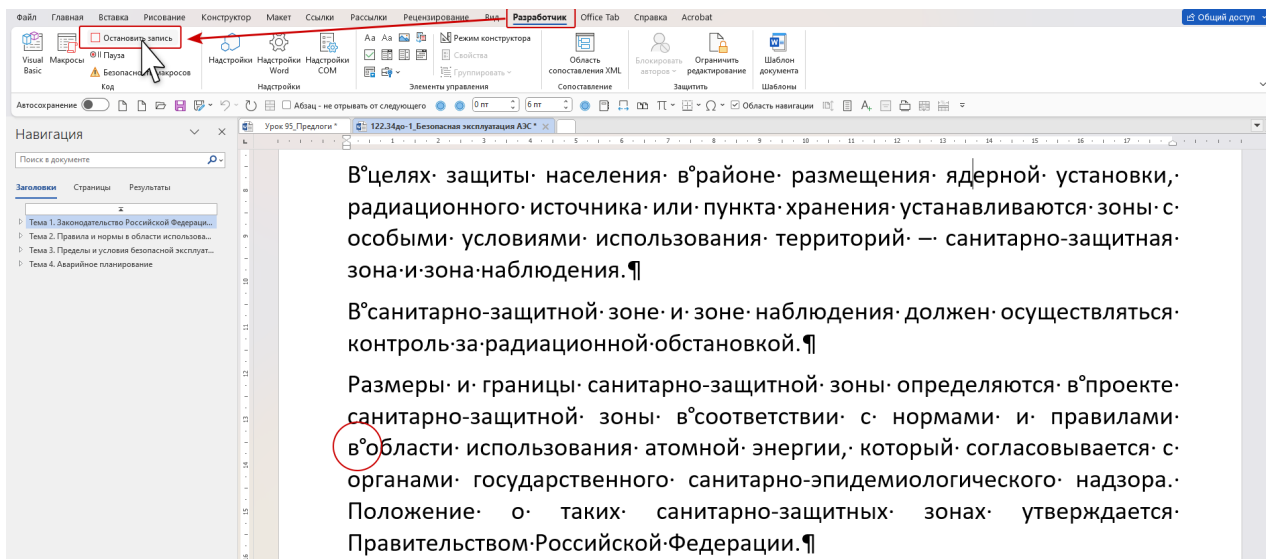 Файл Главная Вставка Рисование Конструктор Макет Ссылки Рассылки Рецензирование Вид Разработчик Office Tab Справка Acrobat Общий доступ
Visual Basic
Макросы
Остановить запись
Пауза
Безопасность макросов
Код
Надстройки
Надстройки Word
Надстройки COM
Надстройки
Режим конструктора
Свойства
Группировать
Элементы управления
Область сопоставления XML
Сопоставление
Блокировать авторов
Ограничить редактирование
Защитить
Шаблон документа
Шаблоны
Автосохранение Абзац - не отрывать от следующего 0 пт 6 пт Область навигации
Навигация
Поиск в документе
Заголовки Страницы Результаты
Тема 1. Законодательство Российской Федераци...
Тема 2. Правила и нормы в области использова...
Тема 3. Пределы и условия безопасной эксплуат...
Тема 4. Аварийное планирование
Урок 95_Предлоги * 122.34до-1_Безопасная эксплуатация АЭС *
В°целях· защиты· населения· в°районе· размещения· ядерной· установки,·
радиационного·источника·или·пункта·хранения·устанавливаются·зоны·с·
особыми· условиями· использования· территорий· –· санитарно-защитная·
зона·и·зона·наблюдения.¶
В°санитарно-защитной·зоне·и·зоне·наблюдения·должен·осуществляться·
контроль·за·радиационной·обстановкой.¶
Размеры· и· границы· санитарно-защитной· зоны· определяются· в°проекте·
санитарно-защитной· зоны· в°соответствии· с· нормами· и· правилами·
в°области· использования· атомной· энергии,· который· согласовывается· с·
органами· государственного· санитарно-эпидемиологического· надзора.·
Положение· о· таких· санитарно-защитных· зонах· утверждается·
Правительством·Российской·Федерации.¶